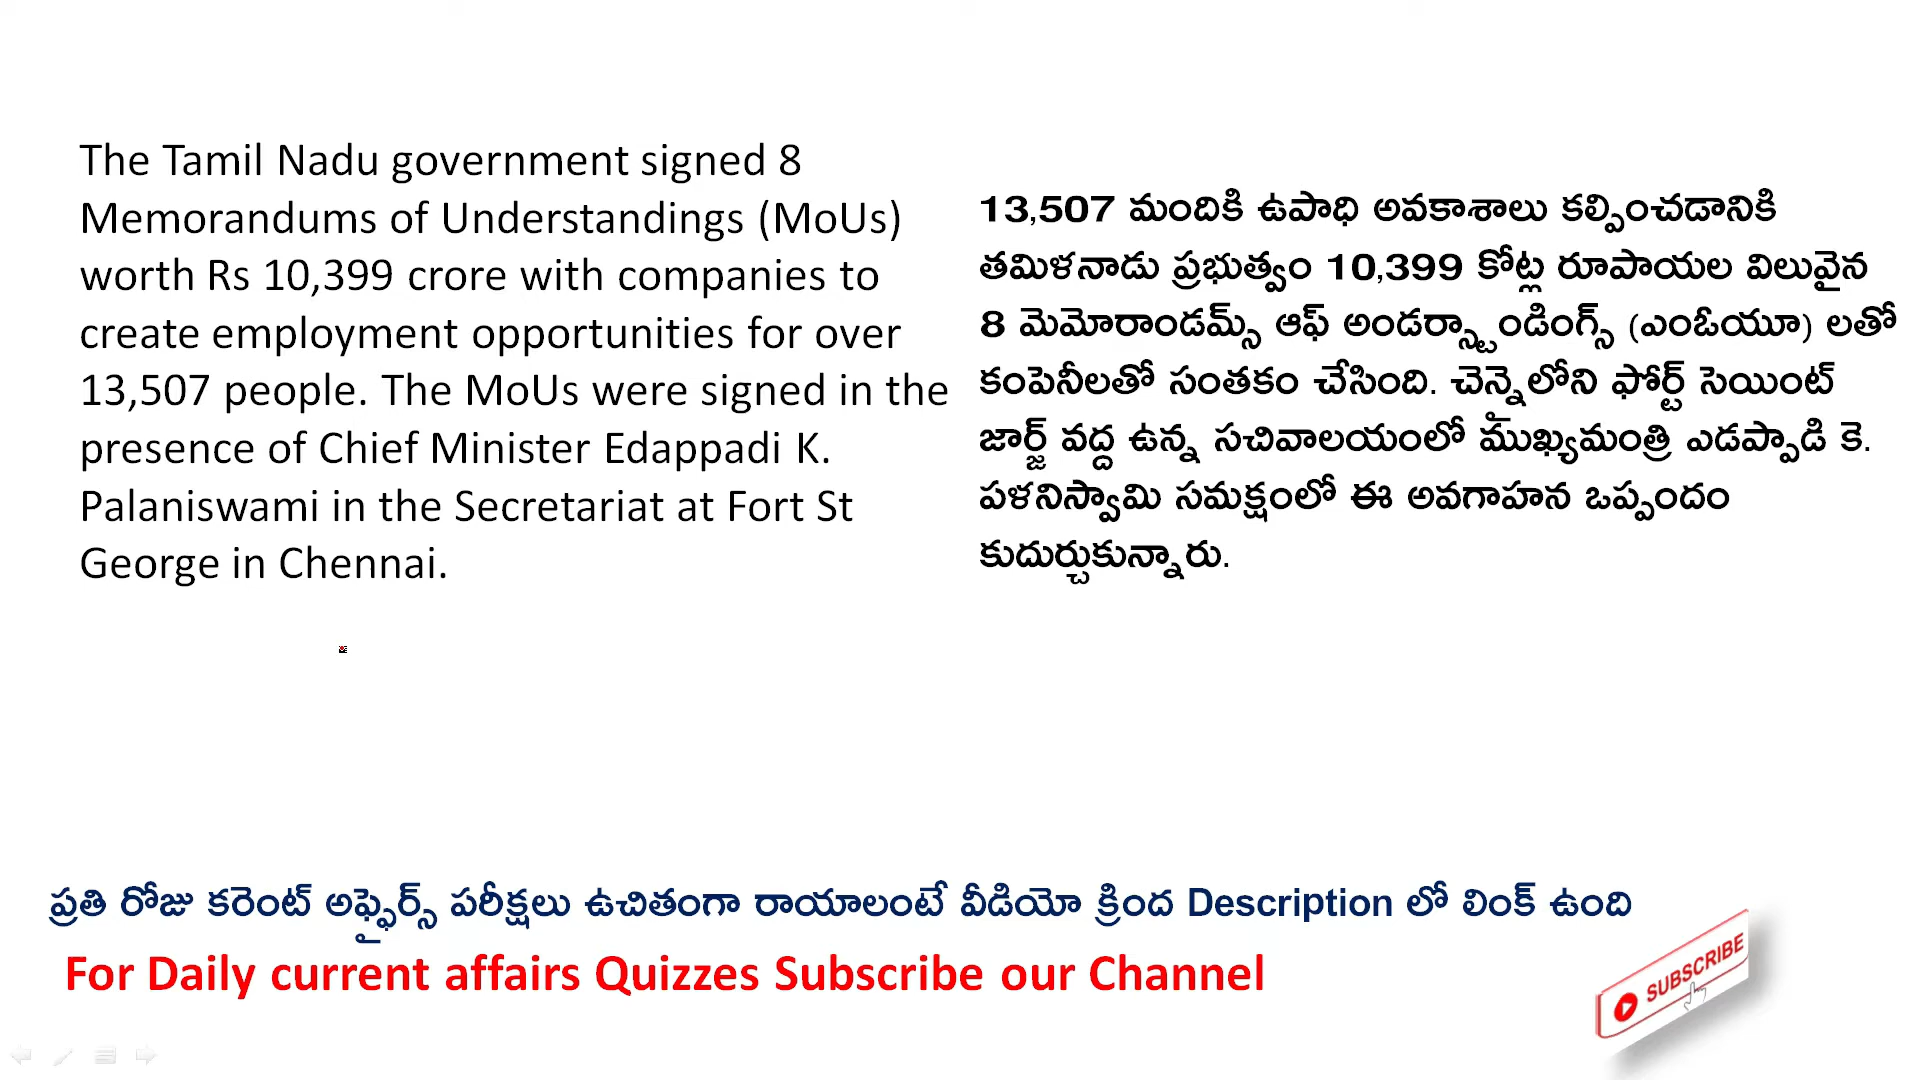 The Tamil Nadu government signed 8
Memorandums of Understandings (MoUs)
worth Rs 10,399 crore with companies to
create employment opportunities for over
13,507 people. The MoUs were signed in the
presence of Chief Minister Edappadi K.
Palaniswami in the Secretariat at Fort St
George in Chennai.
13,507 మందికి ఉపాధి అవకాశాలు కల్పించడానికి
తమిళనాడు ప్రభుత్వం 10,399 కోట్ల రూపాయల విలువైన
8 మెమోరాండమ్స్ ఆఫ్ అండర్స్టాండింగ్స్ (ఎంఓయూ) లతో
కంపెనీలతో సంతకం చేసింది. చెన్నైలోని ఫోర్ట్ సెయింట్
జార్జ్ వద్ద ఉన్న సచివాలయంలో ముఖ్యమంత్రి ఎడప్పాడి కె.
పళనిస్వామి సమక్షంలో ఈ అవగాహన ఒప్పందం
కుదుర్చుకున్నారు.
ప్రతి రోజు కరెంట్ అఫ్ఫైర్స్ పరీక్షలు ఉచితంగా రాయాలంటే వీడియో క్రింద Description లో లింక్ ఉంది
For Daily current affairs Quizzes Subscribe our Channel
SUBSCRIBE